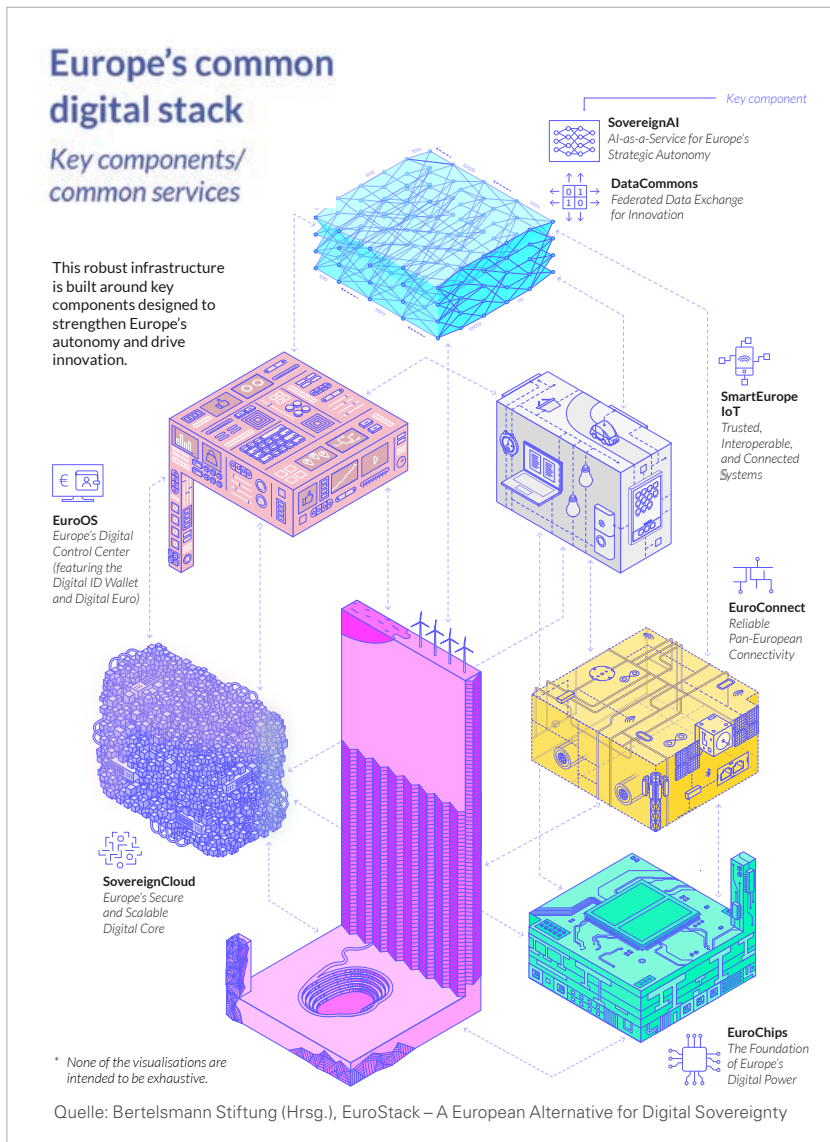 Europe's common
digital stack
Key components/
common services
This robust infrastructure
is built around key
components designed to
strengthen Europe's
autonomy and drive
innovation.
Key component
SovereignAI
AI-as-a-Service for Europe's
Strategic Autonomy
0 1
1 0
DataCommons
Federated Data Exchange
for Innovation
SmartEurope
IoT
Trusted,
Interoperable,
and Connected
Systems
€
EuroOS
Europe's Digital
Control Center
(featuring the
Digital ID Wallet
and Digital Euro)
EuroConnect
Reliable
Pan-European
Connectivity
SovereignCloud
Europe's Secure
and Scalable
Digital Core
EuroChips
The Foundation
of Europe's
Digital Power
* None of the visualisations are
intended to be exhaustive.
Quelle: Bertelsmann Stiftung (Hrsg.), EuroStack – A European Alternative for Digital Sovereignty